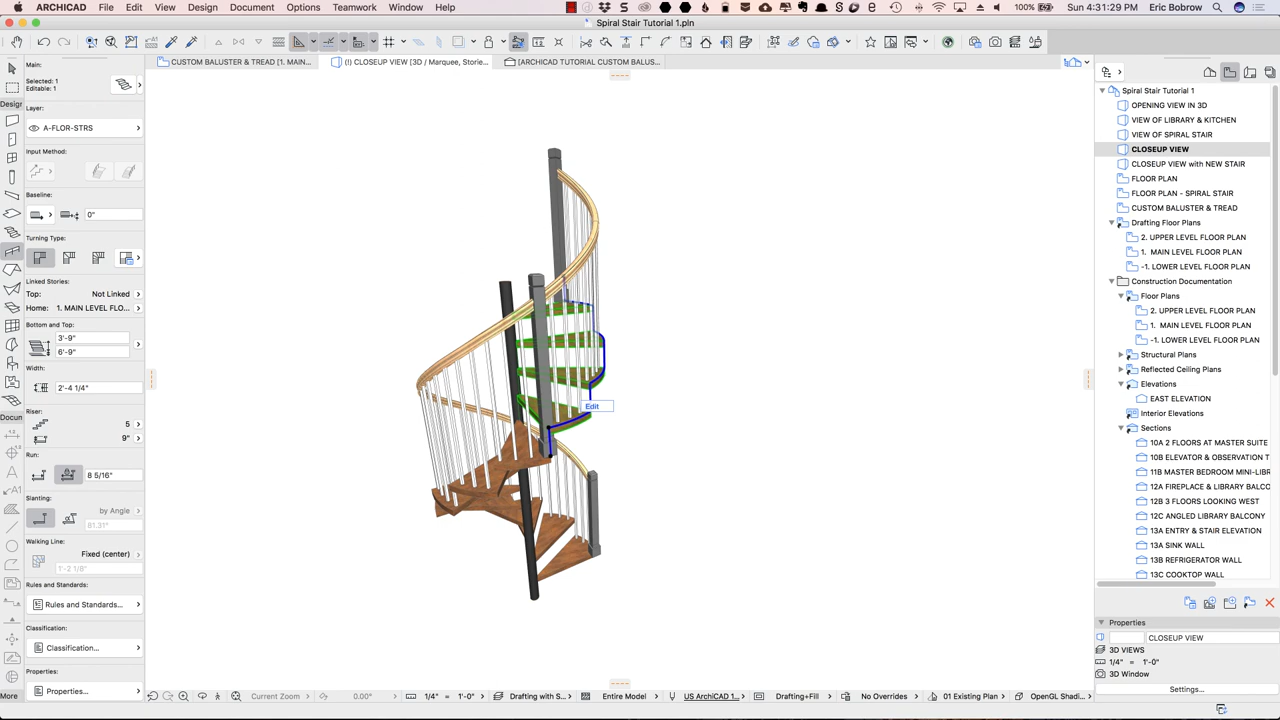 ARCHICAD File Edit View Design Document Options Teamwork Window Help
100% Sun 4:31:29 PM Eric Bobrow
Spiral Stair Tutorial 1.pln
CUSTOM BALUSTER & TREAD [1. MAIN...
(!) CLOSEUP VIEW [3D / Marquee, Storie...
[ARCHICAD TUTORIAL CUSTOM BALUS...
Main:
Selected: 1
Editable: 1
Design
Layer:
A-FLOR-STRS
Input Method:
Baseline:
0"
Turning Type:
Linked Stories:
Top: Not Linked
Home: 1. MAIN LEVEL FLO...
Bottom and Top:
3'-9"
6'-9"
Width:
2'-4 1/4"
Docun
Riser:
5
9"
Run:
8 5/16"
Slanting:
by Angle
81.31°
Walking Line:
Fixed (center)
1'-2 1/8"
Rules and Standards:
Rules and Standards...
Classification:
Classification...
Properties:
Properties...
More
Edit
Spiral Stair Tutorial 1
OPENING VIEW IN 3D
VIEW OF LIBRARY & KITCHEN
VIEW OF SPIRAL STAIR
CLOSEUP VIEW
CLOSEUP VIEW with NEW STAIR
FLOOR PLAN
FLOOR PLAN - SPIRAL STAIR
CUSTOM BALUSTER & TREAD
Drafting Floor Plans
2. UPPER LEVEL FLOOR PLAN
1. MAIN LEVEL FLOOR PLAN
-1. LOWER LEVEL FLOOR PLAN
Construction Documentation
Floor Plans
2. UPPER LEVEL FLOOR PLAN
1. MAIN LEVEL FLOOR PLAN
-1. LOWER LEVEL FLOOR PLAN
Structural Plans
Reflected Ceiling Plans
Elevations
EAST ELEVATION
Interior Elevations
Sections
10A 2 FLOORS AT MASTER SUITE
10B ELEVATOR & OBSERVATION T
11B MASTER BEDROOM MINI-LIBR
12A FIREPLACE & LIBRARY BALCO
12B 3 FLOORS LOOKING WEST
12C ANGLED LIBRARY BALCONY
13A ENTRY & STAIR ELEVATION
13A SINK WALL
13B REFRIGERATOR WALL
13C COOKTOP WALL
Properties
CLOSEUP VIEW
3D VIEWS
1/4" = 1'-0"
3D Window
Settings...
Current Zoom 0.00° 1/4" = 1'-0" Drafting with S... Entire Model US ArchiCAD 1... Drafting+Fill No Overrides 01 Existing Plan OpenGL Shadi...